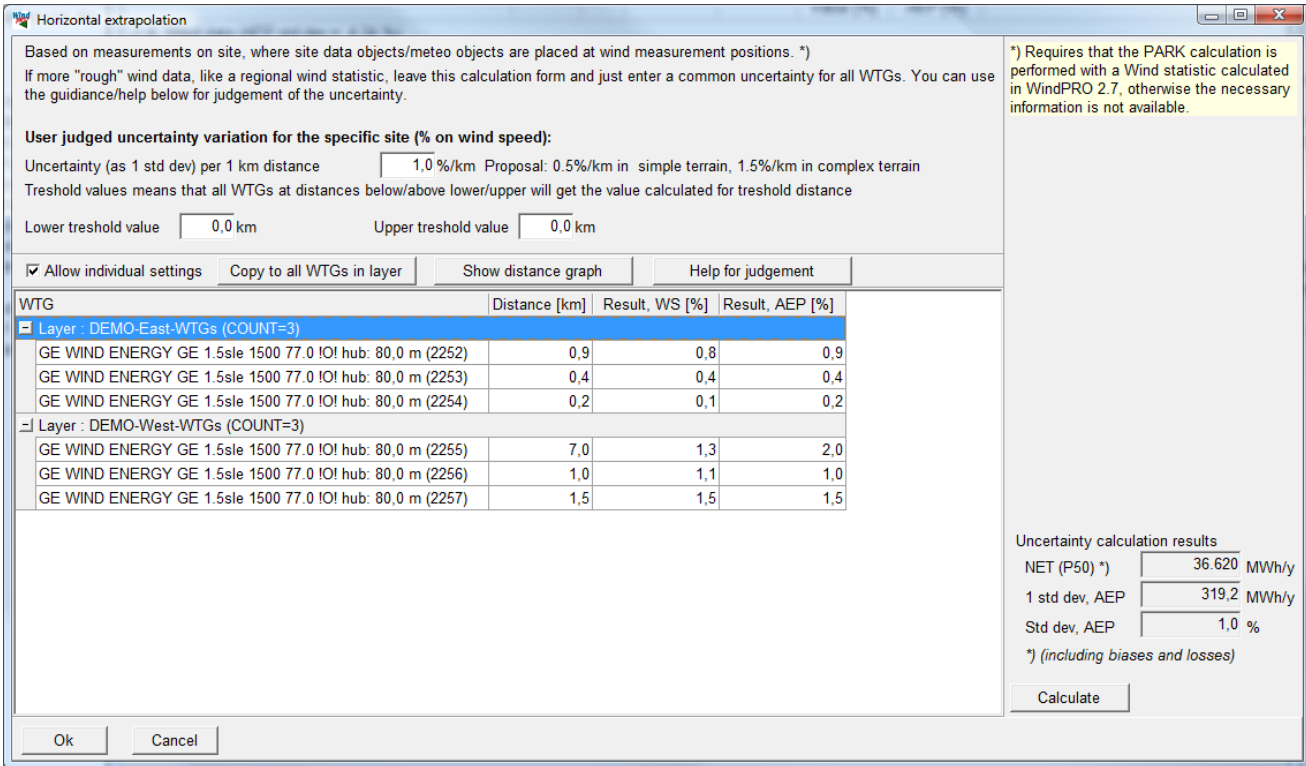 Horizontal extrapolation
Based on measurements on site, where site data objects/meteo objects are placed at wind measurement positions. *)
If more "rough" wind data, like a regional wind statistic, leave this calculation form and just enter a common uncertainty for all WTGs. You can use
the guidiance/help below for judgement of the uncertainty.
*) Requires that the PARK calculation is
performed with a Wind statistic calculated
in WindPRO 2.7, otherwise the necessary
information is not available.
User judged uncertainty variation for the specific site (% on wind speed):
Uncertainty (as 1 std dev) per 1 km distance 1,0 %/km Proposal: 0.5%/km in simple terrain, 1.5%/km in complex terrain
Treshold values means that all WTGs at distances below/above lower/upper will get the value calculated for treshold distance
Lower treshold value 0,0 km Upper treshold value 0,0 km
Allow individual settings Copy to all WTGs in layer Show distance graph Help for judgement
WTG Distance [km] Result, WS [%] Result, AEP [%]
Layer : DEMO-East-WTGs (COUNT=3)
GE WIND ENERGY GE 1.5sle 1500 77.0 !O! hub: 80,0 m (2252) 0,9 0,8 0,9
GE WIND ENERGY GE 1.5sle 1500 77.0 !O! hub: 80,0 m (2253) 0,4 0,4 0,4
GE WIND ENERGY GE 1.5sle 1500 77.0 !O! hub: 80,0 m (2254) 0,2 0,1 0,2
Layer : DEMO-West-WTGs (COUNT=3)
GE WIND ENERGY GE 1.5sle 1500 77.0 !O! hub: 80,0 m (2255) 7,0 1,3 2,0
GE WIND ENERGY GE 1.5sle 1500 77.0 !O! hub: 80,0 m (2256) 1,0 1,1 1,0
GE WIND ENERGY GE 1.5sle 1500 77.0 !O! hub: 80,0 m (2257) 1,5 1,5 1,5
Uncertainty calculation results
NET (P50) *) 36.620 MWh/y
1 std dev, AEP 319,2 MWh/y
Std dev, AEP 1,0 %
*) (including biases and losses)
Calculate
Ok Cancel